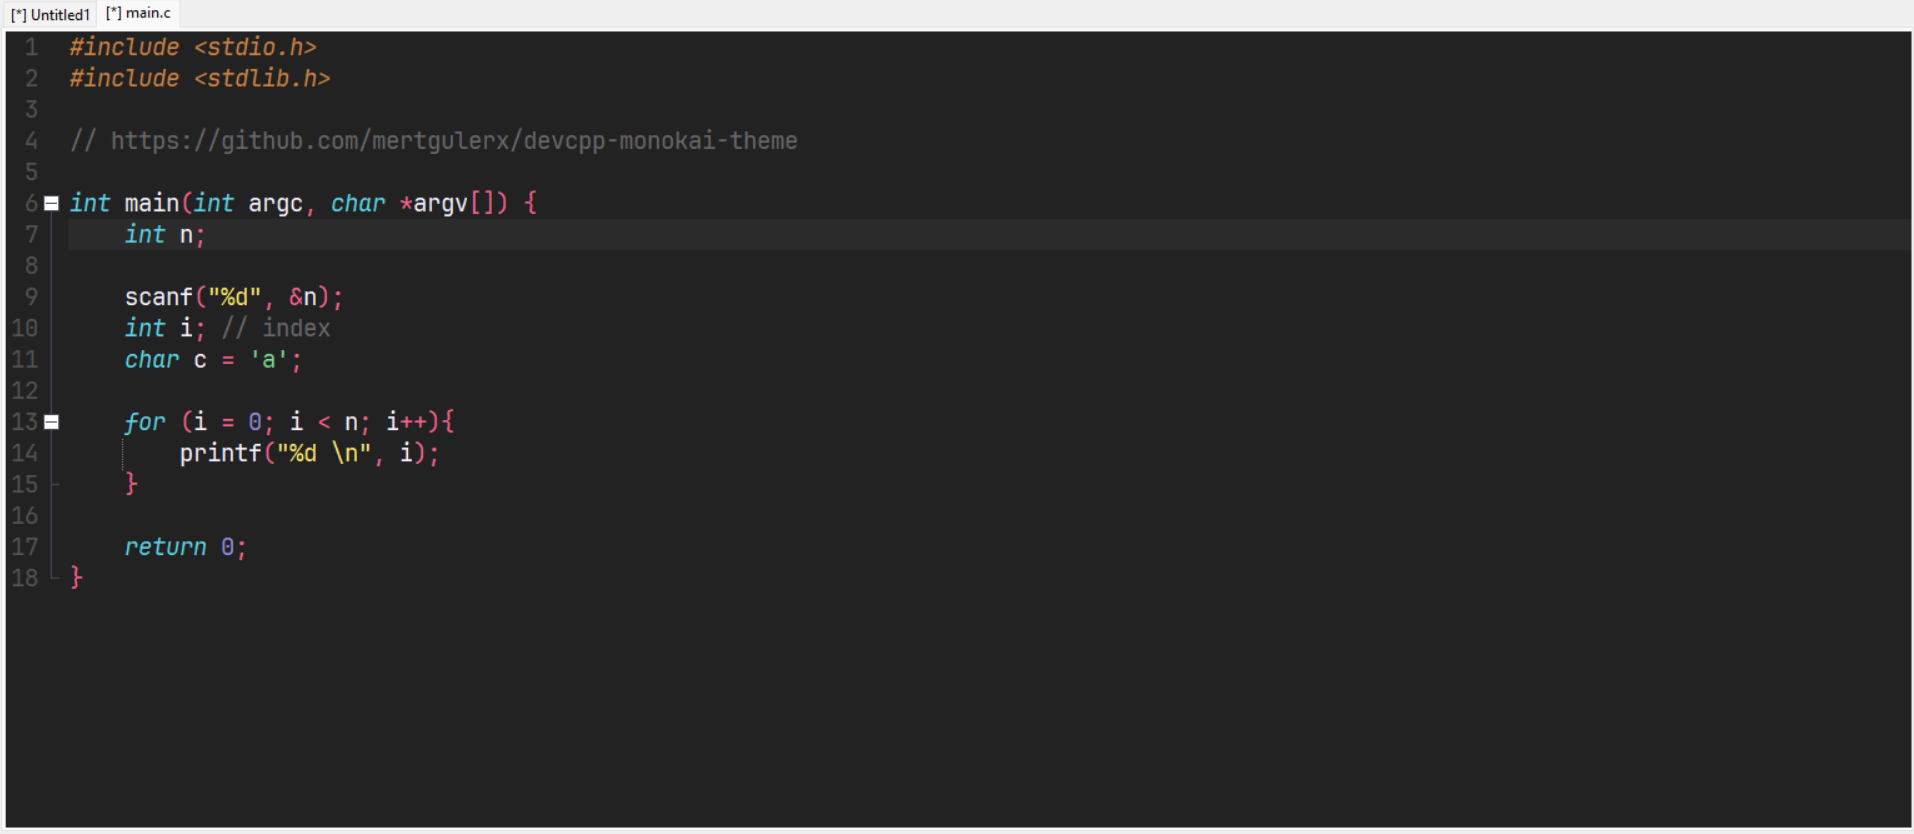 [*] Untitled1 [*] main.c
1 #include <stdio.h>
2 #include <stdlib.h>
3
4 // https://github.com/mertgulerx/devcpp-monokai-theme
5
6 int main(int argc, char *argv[]) {
7     int n;
8
9     scanf("%d", &n);
10     int i; // index
11     char c = 'a';
12
13     for (i = 0; i < n; i++){
14         printf("%d \n", i);
15     }
16
17     return 0;
18 }